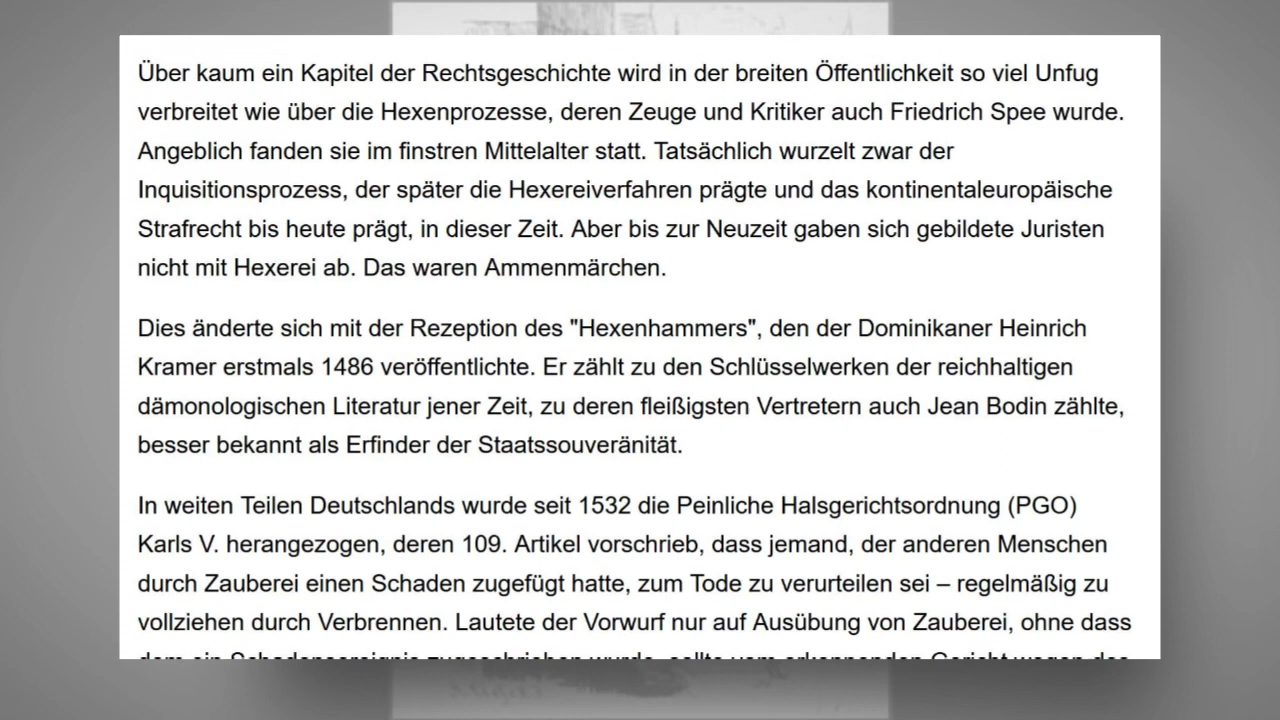 Über kaum ein Kapitel der Rechtsgeschichte wird in der breiten Öffentlichkeit so viel Unfug
verbreitet wie über die Hexenprozesse, deren Zeuge und Kritiker auch Friedrich Spee wurde.
Angeblich fanden sie im finstren Mittelalter statt. Tatsächlich wurzelt zwar der
Inquisitionsprozess, der später die Hexereiverfahren prägte und das kontinentaleuropäische
Strafrecht bis heute prägt, in dieser Zeit. Aber bis zur Neuzeit gaben sich gebildete Juristen
nicht mit Hexerei ab. Das waren Ammenmärchen.
Dies änderte sich mit der Rezeption des "Hexenhammers", den der Dominikaner Heinrich
Kramer erstmals 1486 veröffentlichte. Er zählt zu den Schlüsselwerken der reichhaltigen
dämonologischen Literatur jener Zeit, zu deren fleißigsten Vertretern auch Jean Bodin zählte,
besser bekannt als Erfinder der Staatssouveränität.
In weiten Teilen Deutschlands wurde seit 1532 die Peinliche Halsgerichtsordnung (PGO)
Karls V. herangezogen, deren 109. Artikel vorschrieb, dass jemand, der anderen Menschen
durch Zauberei einen Schaden zugefügt hatte, zum Tode zu verurteilen sei – regelmäßig zu
vollziehen durch Verbrennen. Lautete der Vorwurf nur auf Ausübung von Zauberei, ohne dass